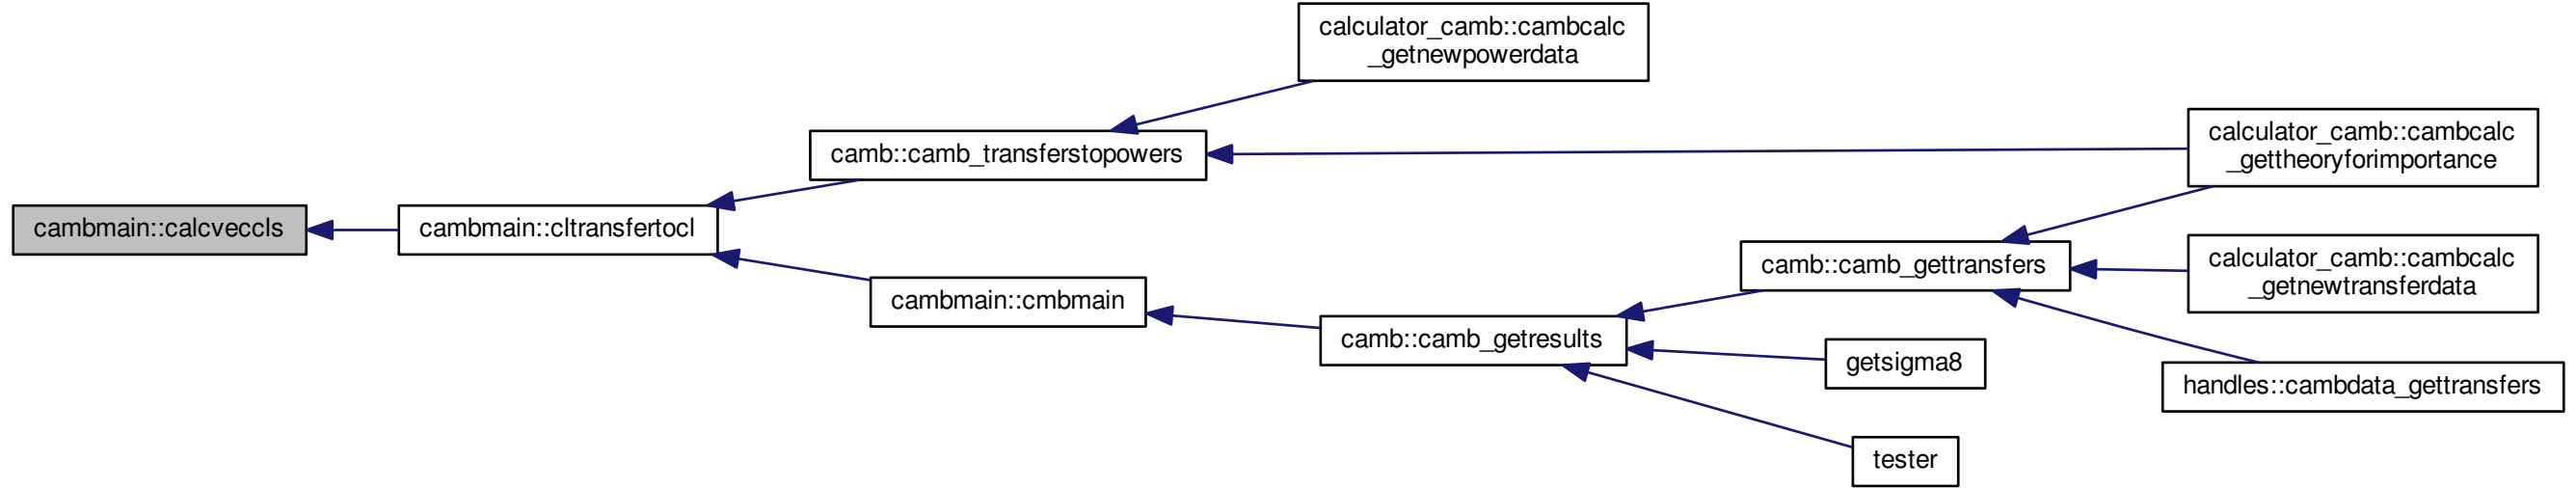 calculator_camb::cambcalc
_getnewpowerdata
camb::camb_transferstopowers
calculator_camb::cambcalc
_gettheoryforimportance
cambmain::calcveccls
cambmain::cltransfertocl
camb::camb_gettransfers
calculator_camb::cambcalc
_getnewtransferdata
cambmain::cmbmain
camb::camb_getresults
getsigma8
handles::cambdata_gettransfers
tester